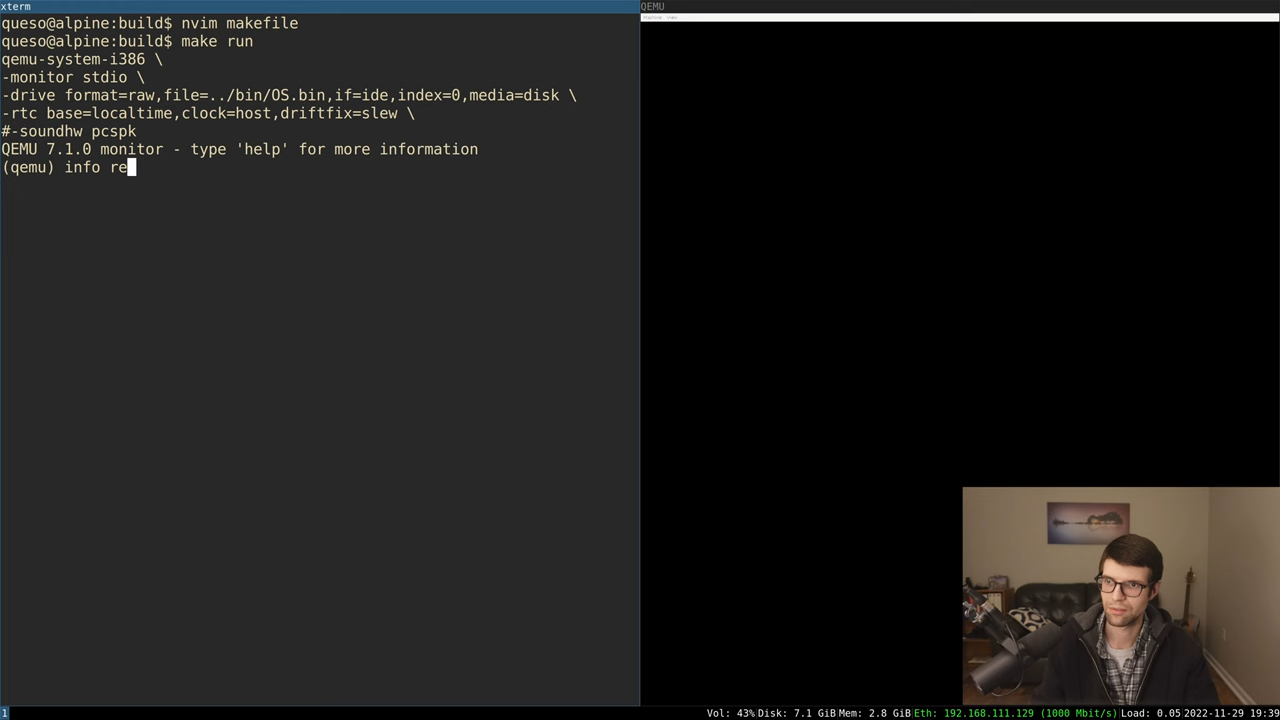 xterm
queso@alpine:build$ nvim makefile
queso@alpine:build$ make run
qemu-system-i386 \
-monitor stdio \
-drive format=raw,file=../bin/OS.bin,if=ide,index=0,media=disk \
-rtc base=localtime,clock=host,driftfix=slew \
#-soundhw pcspk
QEMU 7.1.0 monitor - type 'help' for more information
(qemu) info re
QEMU
Machine View
1
Vol: 43% Disk: 7.1 GiB Mem: 2.8 GiB Eth: 192.168.111.129 (1000 Mbit/s) Load: 0.05 2022-11-29 19:39